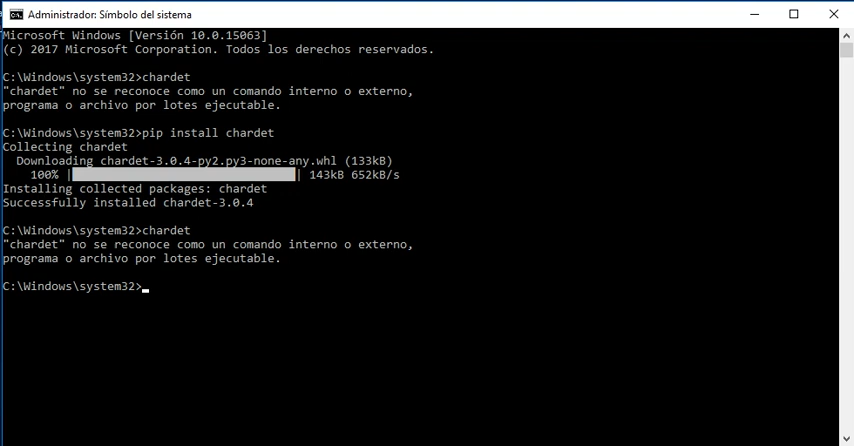 Administrador: Símbolo del sistema
Microsoft Windows [Versión 10.0.15063]
(c) 2017 Microsoft Corporation. Todos los derechos reservados.
C:\Windows\system32>chardet
"chardet" no se reconoce como un comando interno o externo,
programa o archivo por lotes ejecutable.
C:\Windows\system32>pip install chardet
Collecting chardet
  Downloading chardet-3.0.4-py2.py3-none-any.whl (133kB)
    100% |████████████████████████████████| 143kB 652kB/s
Installing collected packages: chardet
Successfully installed chardet-3.0.4
C:\Windows\system32>chardet
"chardet" no se reconoce como un comando interno o externo,
programa o archivo por lotes ejecutable.
C:\Windows\system32>